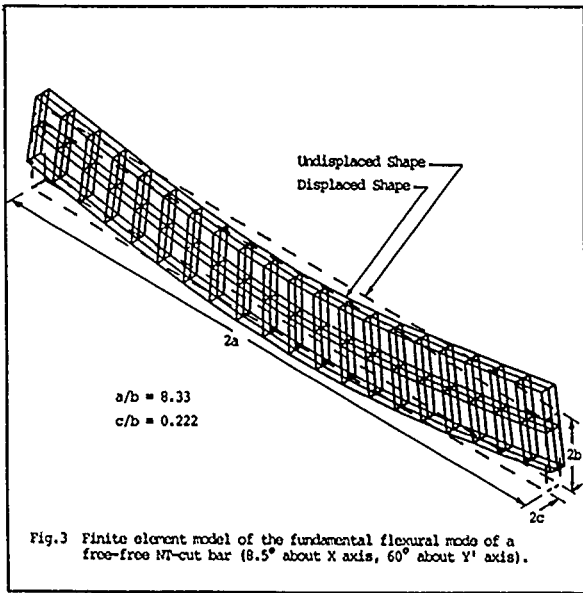 Undisplaced Shape
Displaced Shape
2a
a/b = 8.33
c/b = 0.222
2b
2c
Fig.3 Finite element model of the fundamental flexural mode of a
free-free NT-cut bar (8.5° about X axis, 60° about Y' axis).